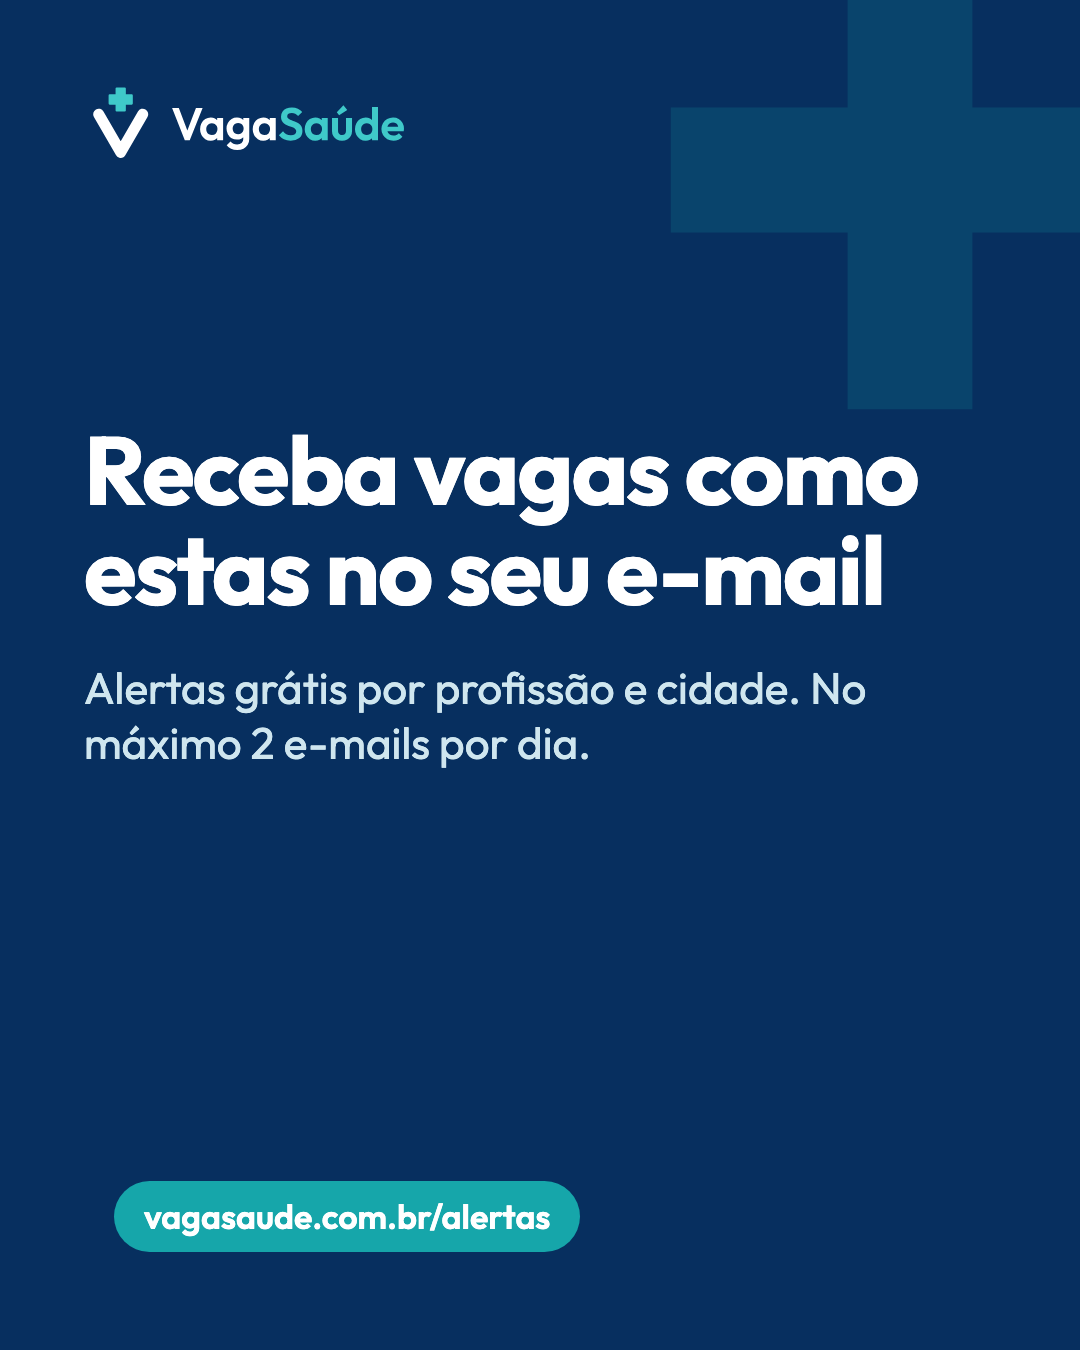 VagaSaúde
Receba vagas como
estas no seu e-mail
Alertas grátis por profissão e cidade. No
máximo 2 e-mails por dia.
vagasaude.com.br/alertas